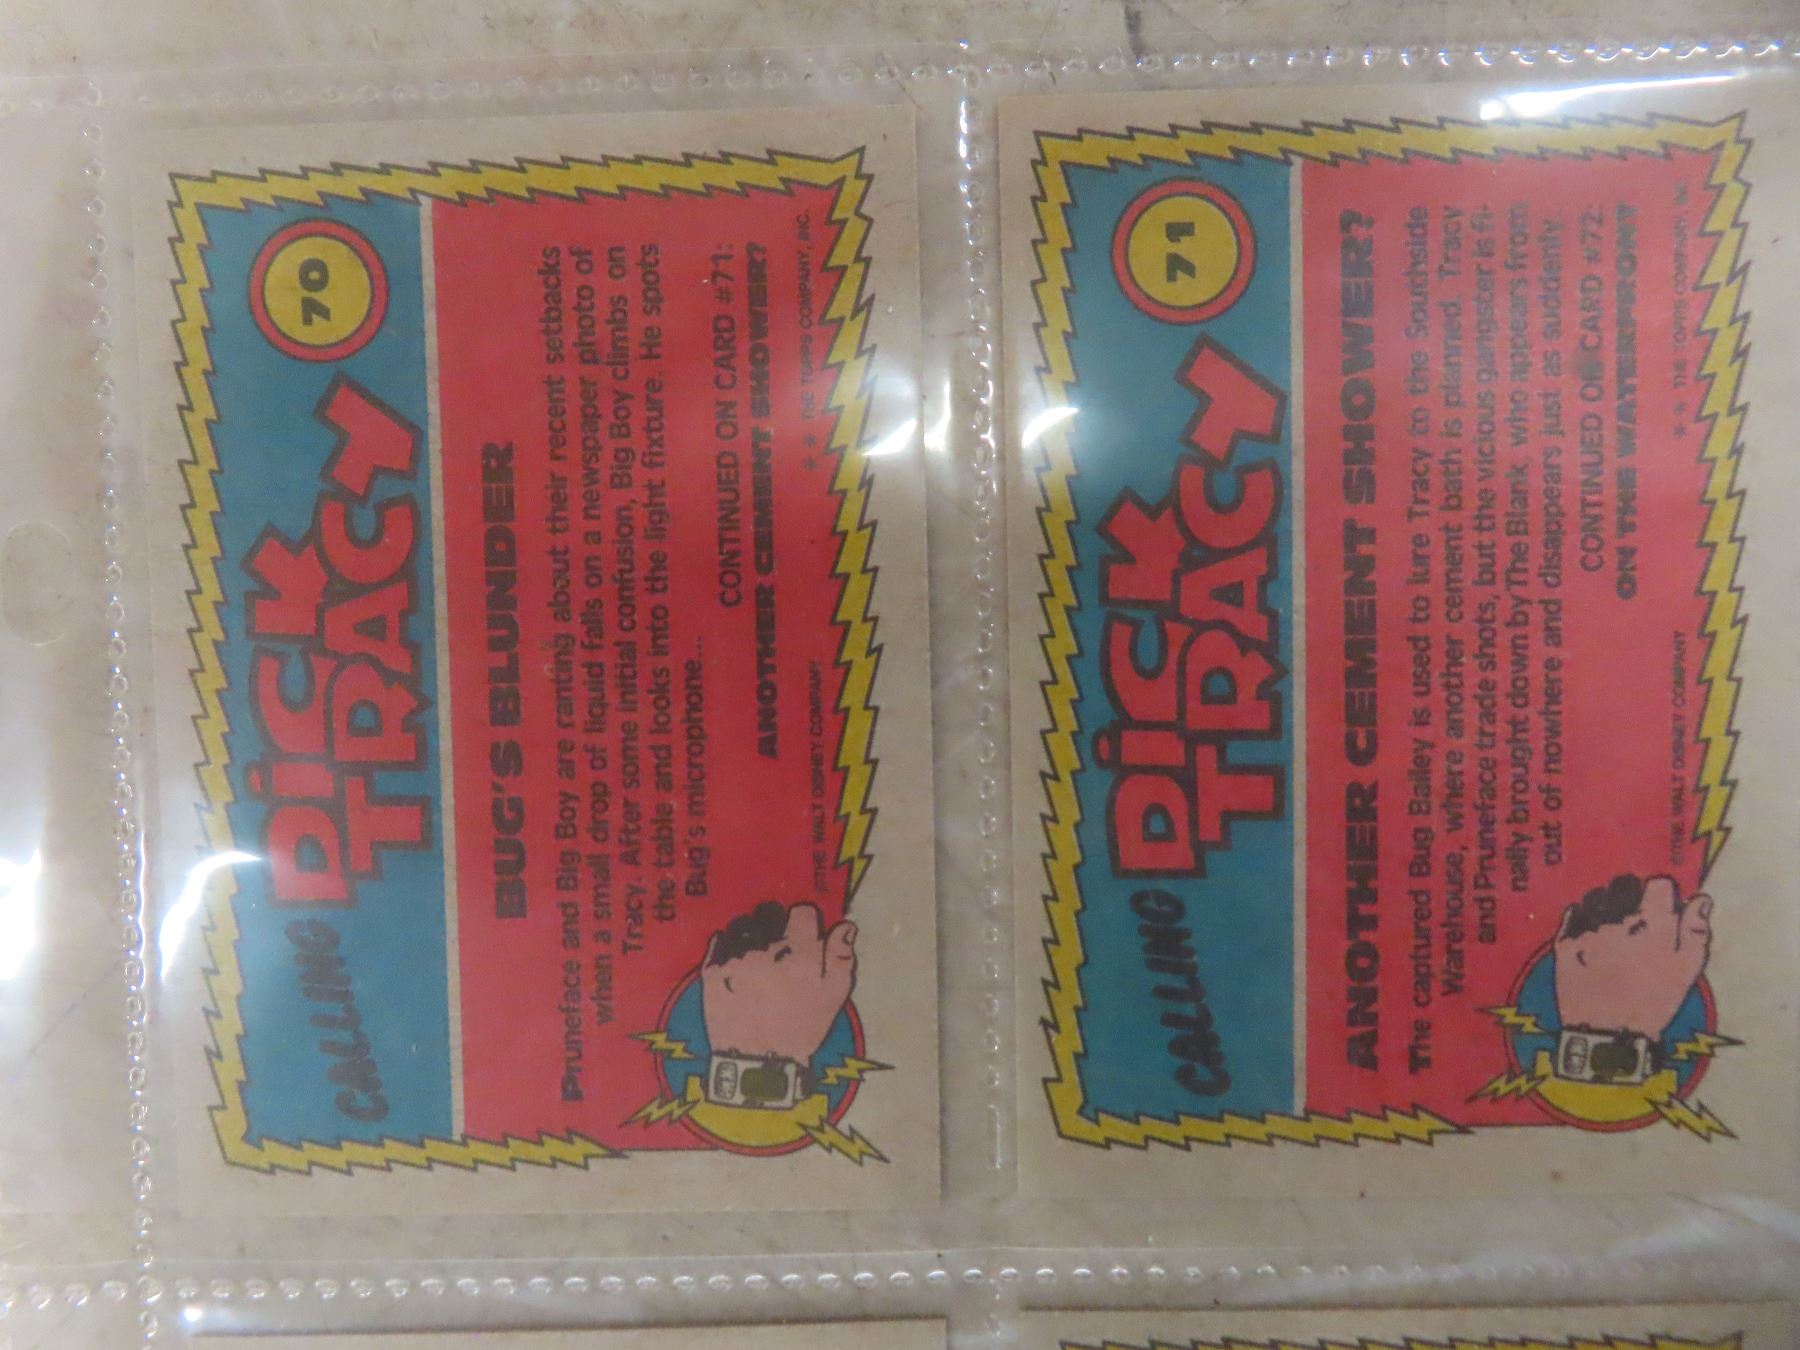 CALLING
DICK
TRACY
70
BUG'S BLUNDER
Pruneface and Big Boy are ranting about their recent setbacks
when a small drop of liquid falls on a newspaper photo of
Tracy. After some initial confusion, Big Boy climbs on
the table and looks into the light fixture. He spots
Bug's microphone...
CONTINUED ON CARD #71:
ANOTHER CEMENT SHOWER?
©THE WALT DISNEY COMPANY
★ ★ THE TOPPS COMPANY, INC.
CALLING
DICK
TRACY
71
ANOTHER CEMENT SHOWER?
The captured Bug Bailey is used to lure Tracy to the Southside
Warehouse, where another cement bath is planned. Tracy
and Pruneface trade shots, but the vicious gangster is fi-
nally brought down by The Blank, who appears from
out of nowhere and disappears just as suddenly.
CONTINUED ON CARD #72:
ON THE WATERFRONT
©THE WALT DISNEY COMPANY
★ ★ THE TOPPS COMPANY, INC.